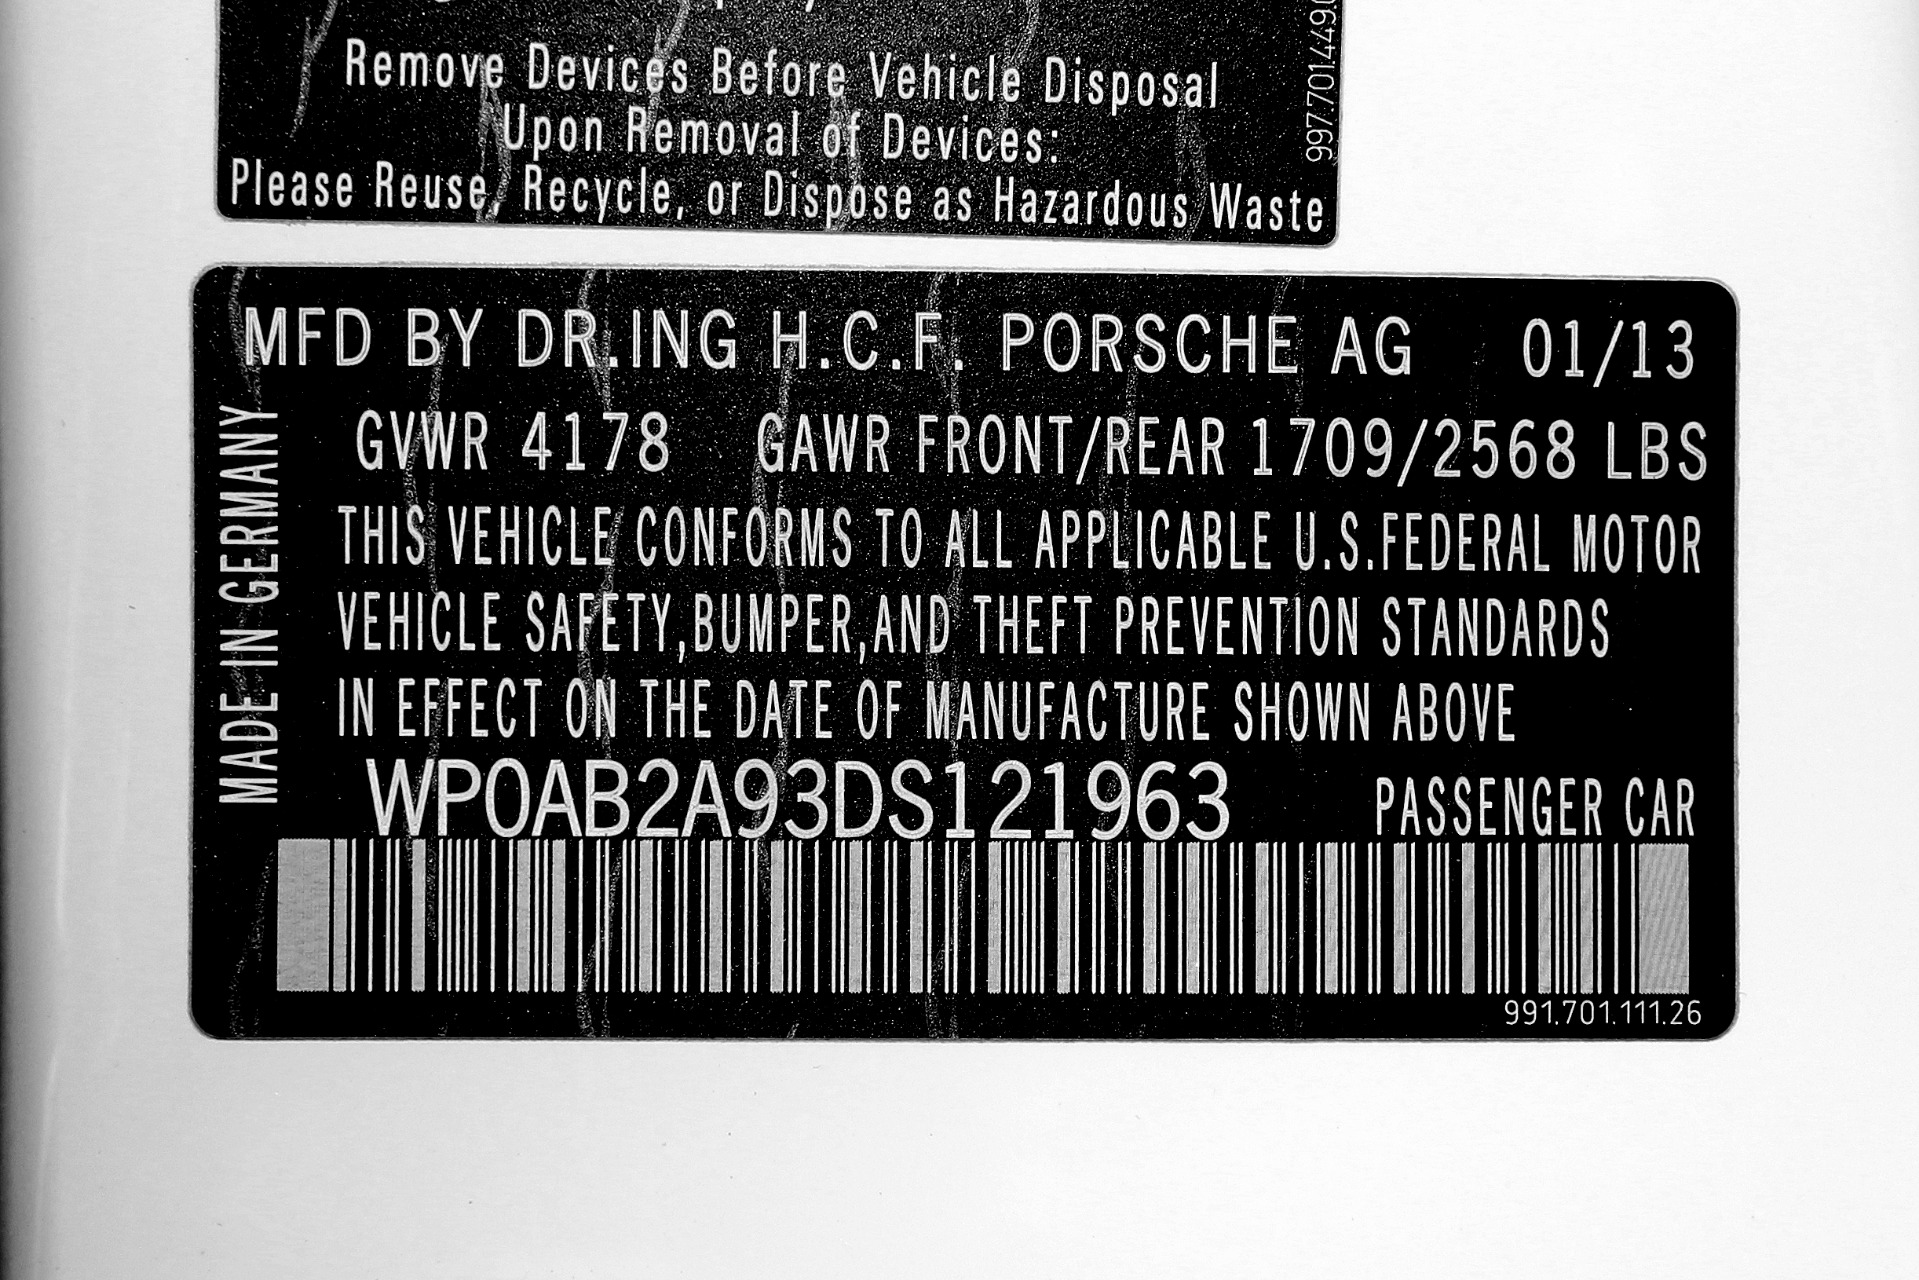 Remove Devices Before Vehicle Disposal
Upon Removal of Devices:
Please Reuse, Recycle, or Dispose as Hazardous Waste
997.701.449.
MFD BY DR.ING H.C.F. PORSCHE AG 01/13
GVWR 4178 GAWR FRONT/REAR 1709/2568 LBS
THIS VEHICLE CONFORMS TO ALL APPLICABLE U.S.FEDERAL MOTOR
VEHICLE SAFETY,BUMPER,AND THEFT PREVENTION STANDARDS
IN EFFECT ON THE DATE OF MANUFACTURE SHOWN ABOVE
WP0AB2A93DS121963 PASSENGER CAR
MADE IN GERMANY
991.701.111.26